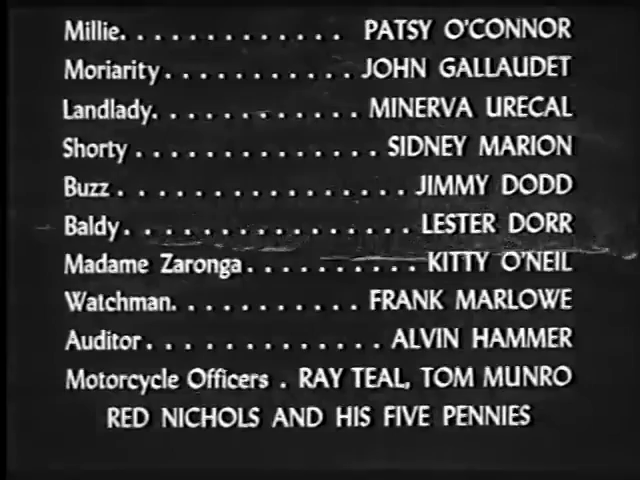 Millie. . . . . . . . . . . . . PATSY O'CONNOR
Moriarity . . . . . . . . . . . . JOHN GALLAUDET
Landlady. . . . . . . . . . . . MINERVA URECAL
Shorty . . . . . . . . . . . . . SIDNEY MARION
Buzz . . . . . . . . . . . . . . . . JIMMY DODD
Baldy . . . . . . . . . . . . . . . . LESTER DORR
Madame Zaronga . . . . . . . . . . KITTY O'NEIL
Watchman. . . . . . . . . . . FRANK MARLOWE
Auditor . . . . . . . . . . . . . ALVIN HAMMER
Motorcycle Officers . RAY TEAL, TOM MUNRO
RED NICHOLS AND HIS FIVE PENNIES